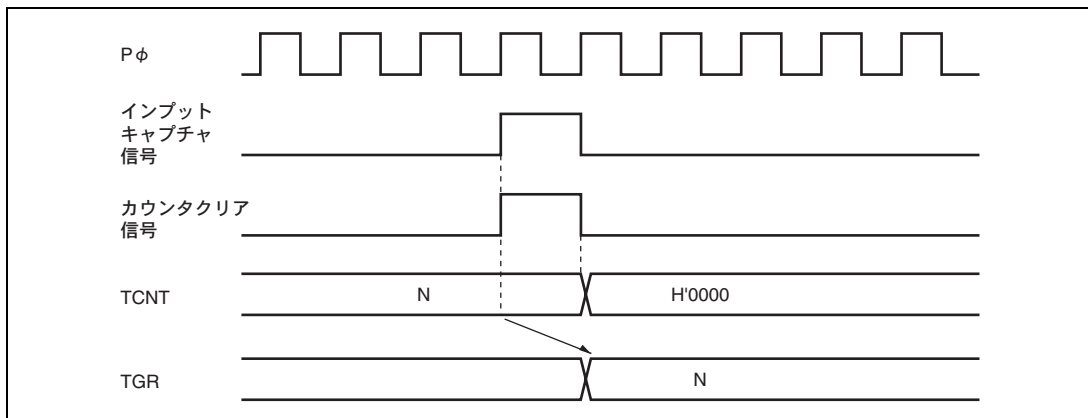 Pφ
インプット
キャプチャ
信号
カウンタクリア
信号
TCNT
N
H'0000
TGR
N